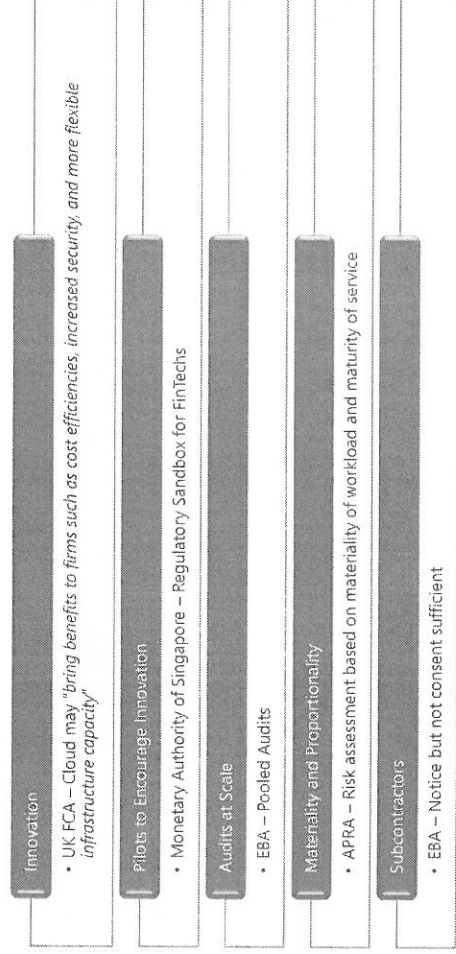 Innovation
• UK FCA – Cloud may "bring benefits to firms such as cost efficiencies, increased security, and more flexible
infrastructure capacity"
Pilots to Encourage Innovation
• Monetary Authority of Singapore – Regulatory Sandbox for FinTechs
Audits at Scale
• EBA – Pooled Audits
Materiality and Proportionality
• APRA – Risk assessment based on materiality of workload and maturity of service
Subcontractors
• EBA – Notice but not consent sufficient